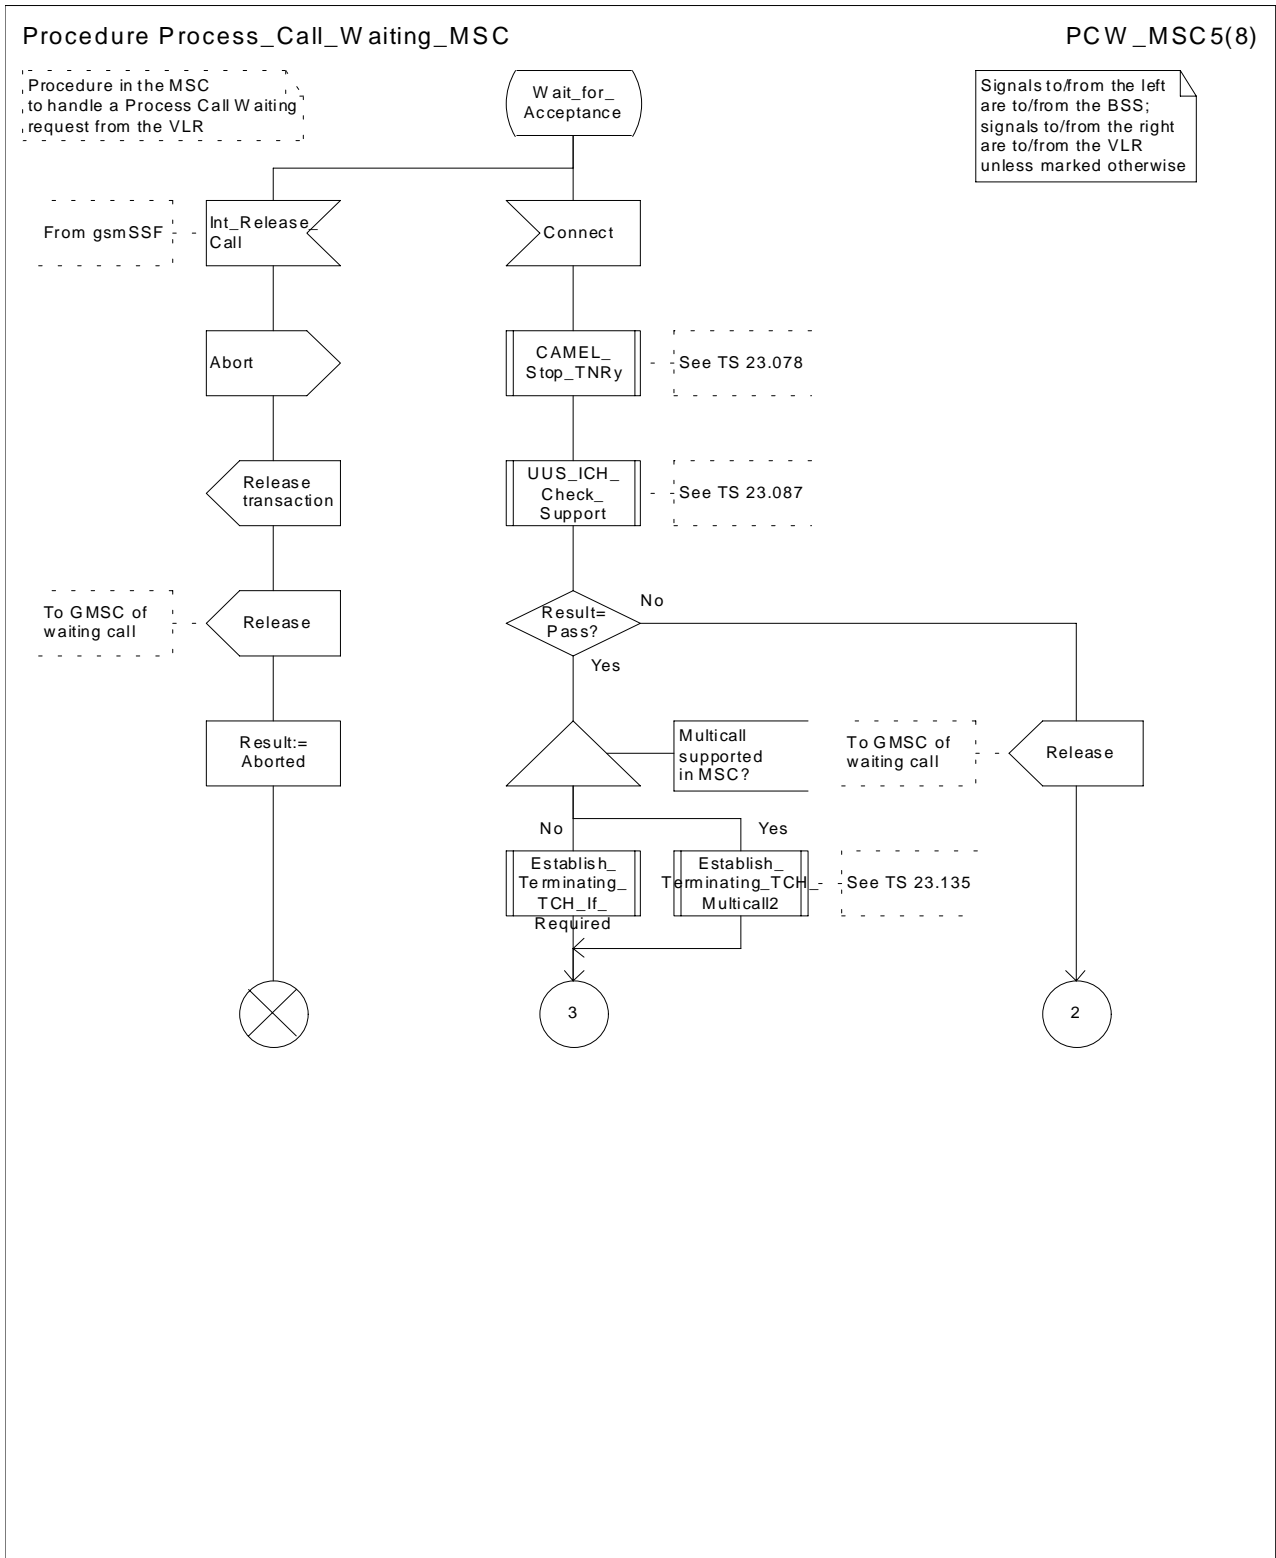 Procedure Process_Call_Waiting_MSC
PCW_MSC5(8)
Procedure in the MSC
to handle a Process Call Waiting
request from the VLR
Wait_for_
Acceptance
Signals to/from the left
are to/from the BSS;
signals to/from the right
are to/from the VLR
unless marked otherwise
From gsmSSF
Int_Release_
Call
Connect
Abort
CAMEL_
Stop_TNRy
See TS 23.078
Release
transaction
UUS_ICH_
Check_
Support
See TS 23.087
To GMSC of
waiting call
Release
Result=
Pass?
No
Yes
Result:=
Aborted
Multicall
supported
in MSC?
To GMSC of
waiting call
Release
No
Yes
Establish_
Terminating_
TCH_If_
Required
Establish_
Terminating_TCH_
Multicall2
See TS 23.135
3
2